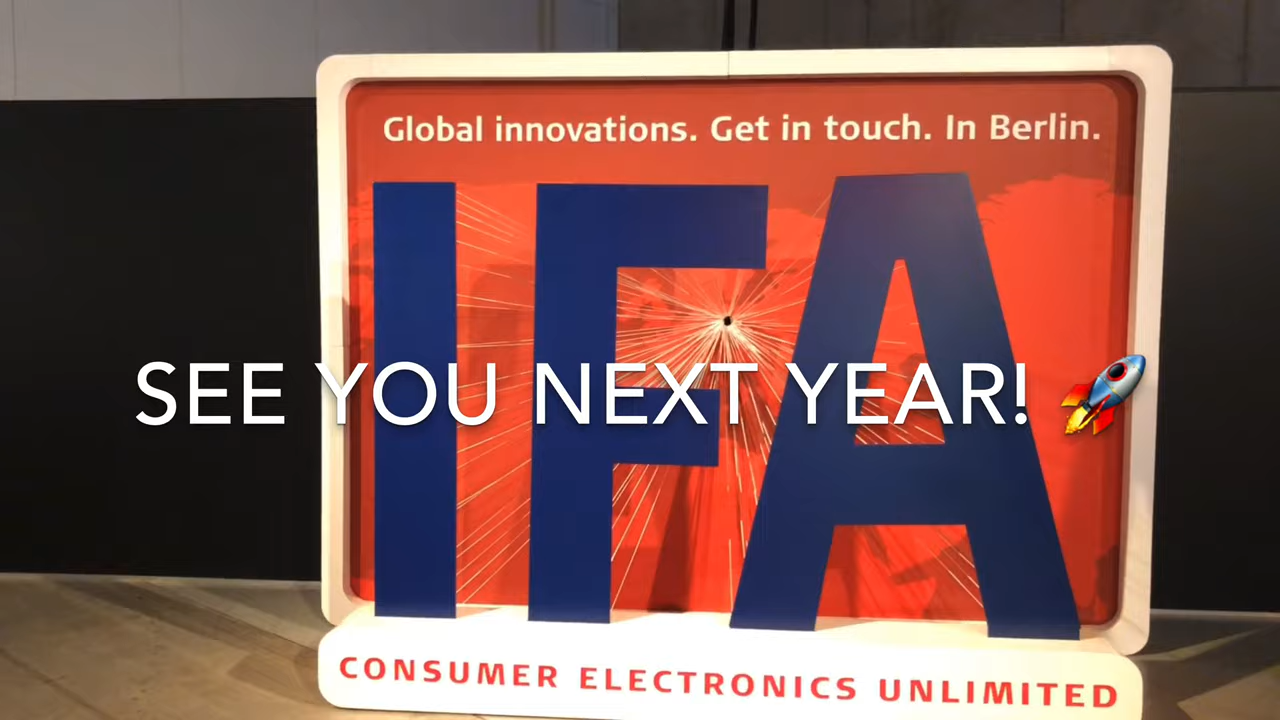 Global innovations. Get in touch. In Berlin.
IFA
SEE YOU NEXT YEAR! 🚀
CONSUMER ELECTRONICS UNLIMITED